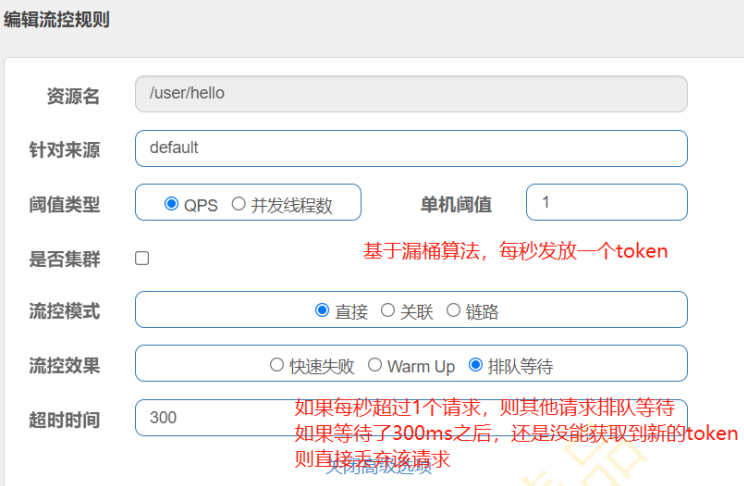 编辑流控规则
资源名 /user/hello
针对来源 default
阈值类型 QPS 并发线程数 单机阈值 1
是否集群 基于漏桶算法，每秒发放一个token
流控模式 直接 关联 链路
流控效果 快速失败 Warm Up 排队等待
超时时间 300 如果每秒超过1个请求，则其他请求排队等待
如果等待了300ms之后，还是没能获取到新的token
则直接丢弃该请求
关闭高级选项
品